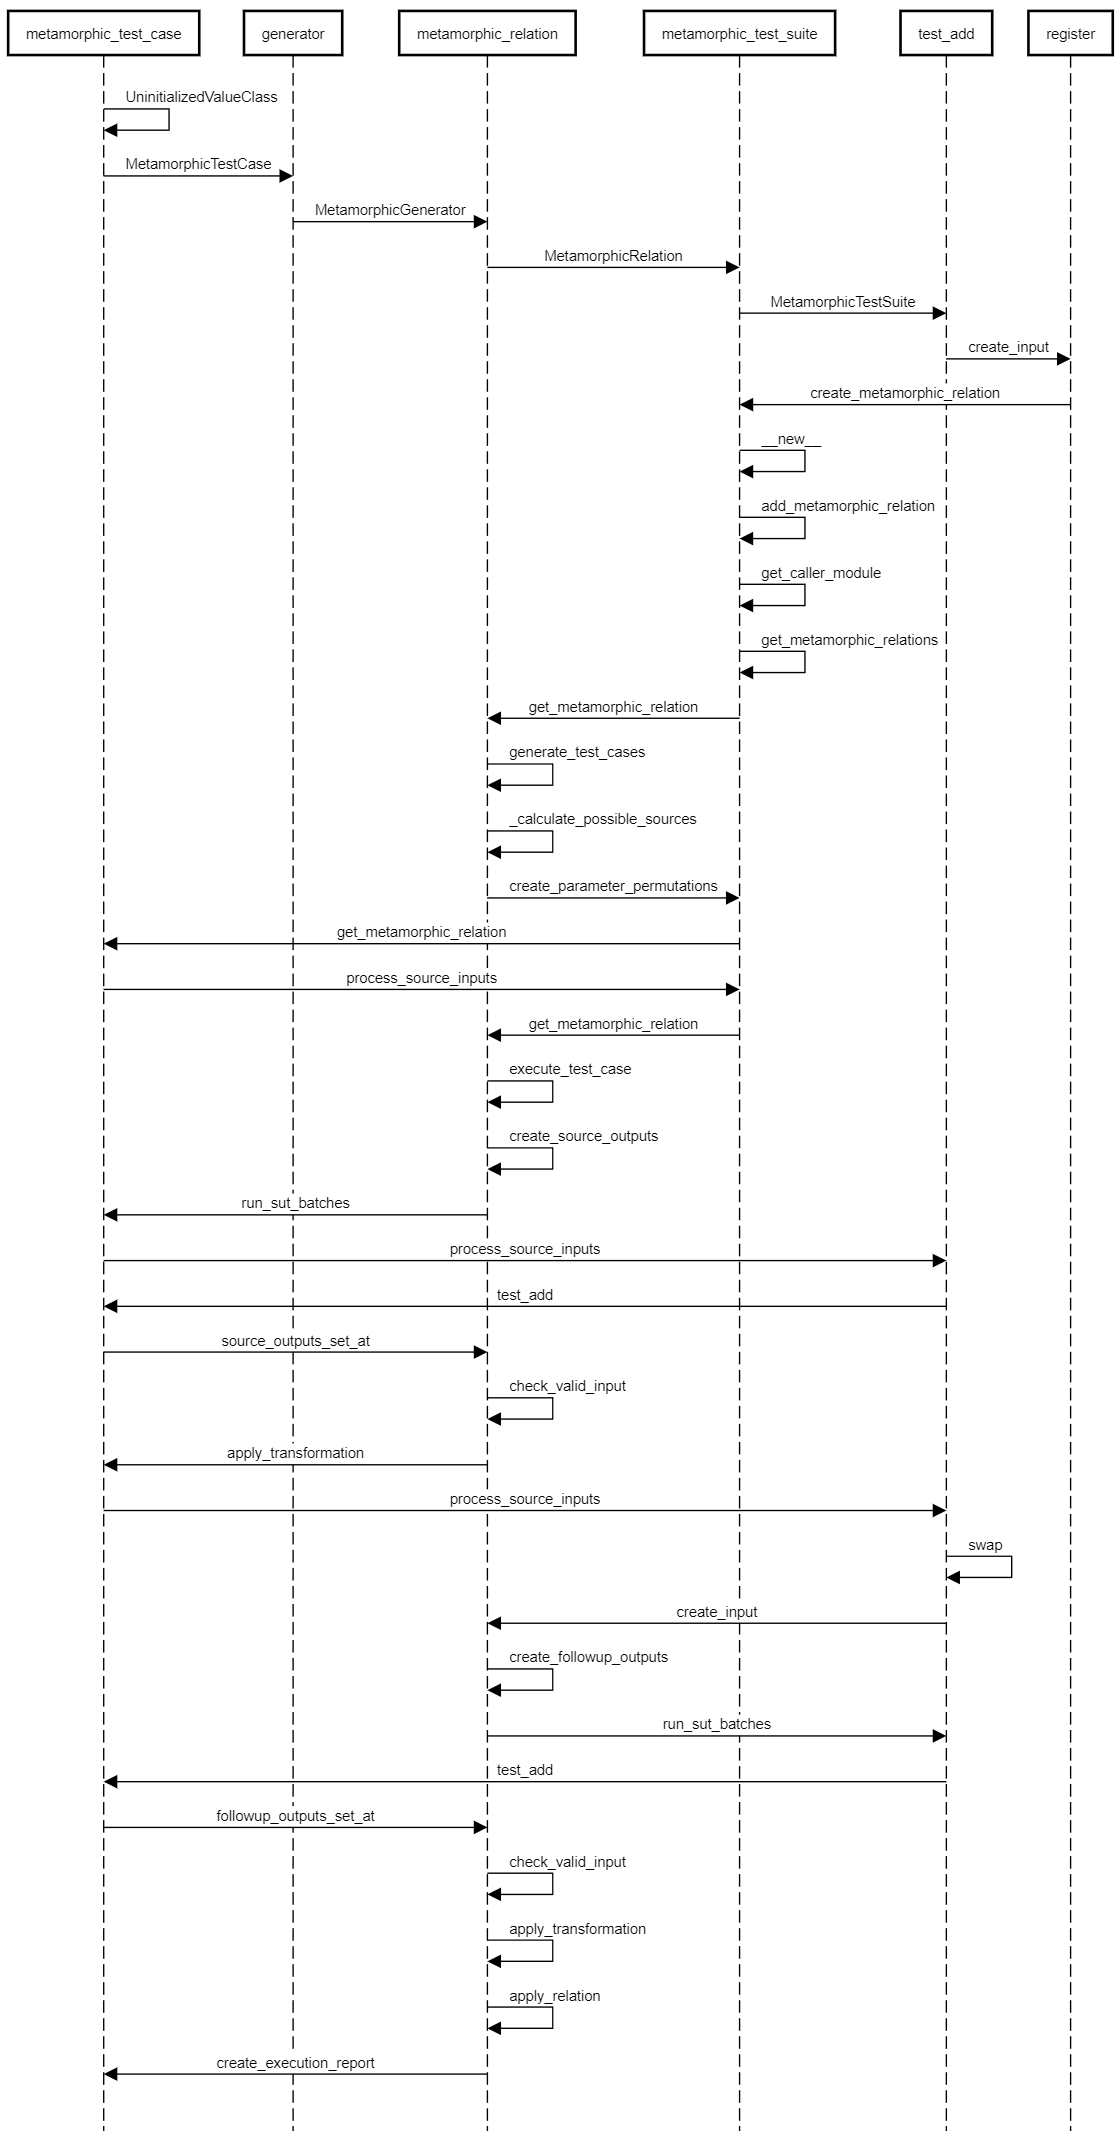 metamorphic_test_case
generator
metamorphic_relation
metamorphic_test_suite
test_add
register
UninitializedValueClass
MetamorphicTestCase
MetamorphicGenerator
MetamorphicRelation
MetamorphicTestSuite
create_input
create_metamorphic_relation
__new__
add_metamorphic_relation
get_caller_module
get_metamorphic_relations
get_metamorphic_relation
generate_test_cases
_calculate_possible_sources
create_parameter_permutations
get_metamorphic_relation
process_source_inputs
get_metamorphic_relation
execute_test_case
create_source_outputs
run_sut_batches
process_source_inputs
test_add
source_outputs_set_at
check_valid_input
apply_transformation
process_source_inputs
swap
create_input
create_followup_outputs
run_sut_batches
test_add
followup_outputs_set_at
check_valid_input
apply_transformation
apply_relation
create_execution_report